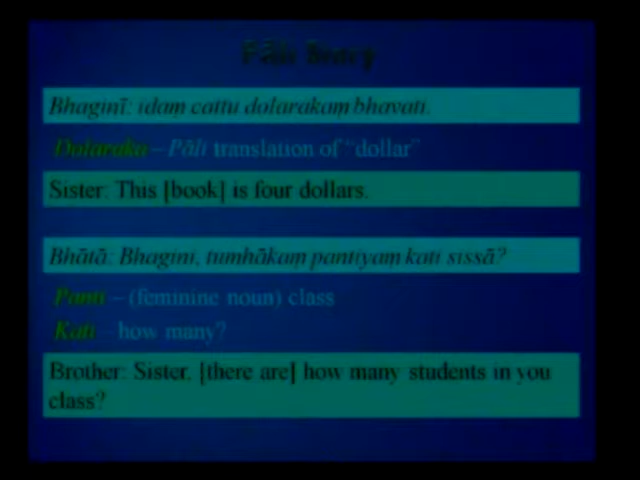 Pāli Story
Bhaginī: idaṃ cattu dolarakaṃ bhavati.
Dolaraka – Pāli translation of “dollar”
Sister: This [book] is four dollars.
Bhātā: Bhagini, tumhākaṃ pantiyaṃ kati sissā?
Panti – (feminine noun) class
Kati – how many?
Brother: Sister, [there are] how many students in you
class?